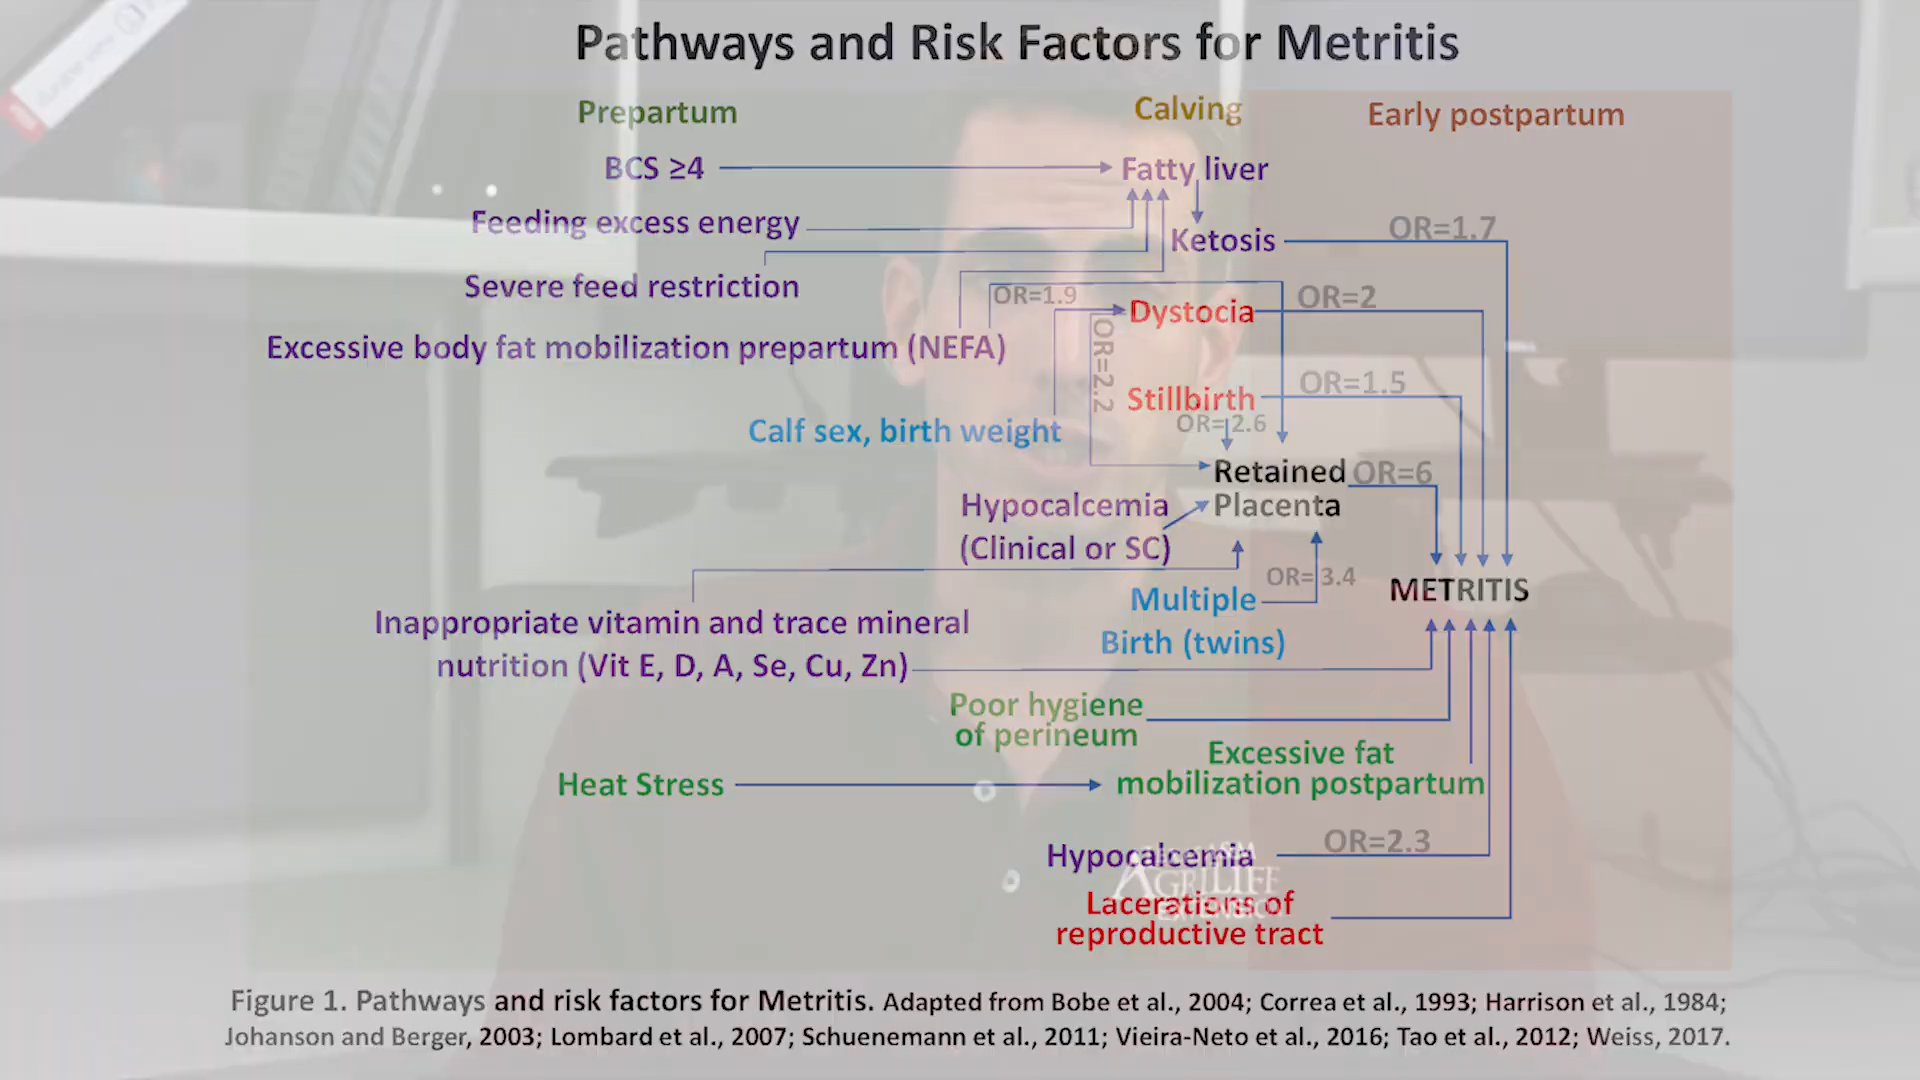 Pathways and Risk Factors for Metritis
Prepartum
Calving
Early postpartum
BCS ≥4
Fatty liver
Feeding excess energy
Ketosis
OR=1.7
Severe feed restriction
OR=1.9
Dystocia
OR=2
Excessive body fat mobilization prepartum (NEFA)
OR=2.2
Stillbirth
OR=1.5
Calf sex, birth weight
OR= 2.6
Retained
Placenta
OR=6
Hypocalcemia
(Clinical or SC)
OR= 3.4
METRITIS
Multiple
Birth (twins)
Inappropriate vitamin and trace mineral
nutrition (Vit E, D, A, Se, Cu, Zn)
Poor hygiene
of perineum
Excessive fat
mobilization postpartum
Heat Stress
Hypocalcemia
OR=2.3
AGRILIFE
EXTENSION
Lacerations of
reproductive tract
Figure 1. Pathways and risk factors for Metritis. Adapted from Bobe et al., 2004; Correa et al., 1993; Harrison et al., 1984;
Johanson and Berger, 2003; Lombard et al., 2007; Schuenemann et al., 2011; Vieira-Neto et al., 2016; Tao et al., 2012; Weiss, 2017.